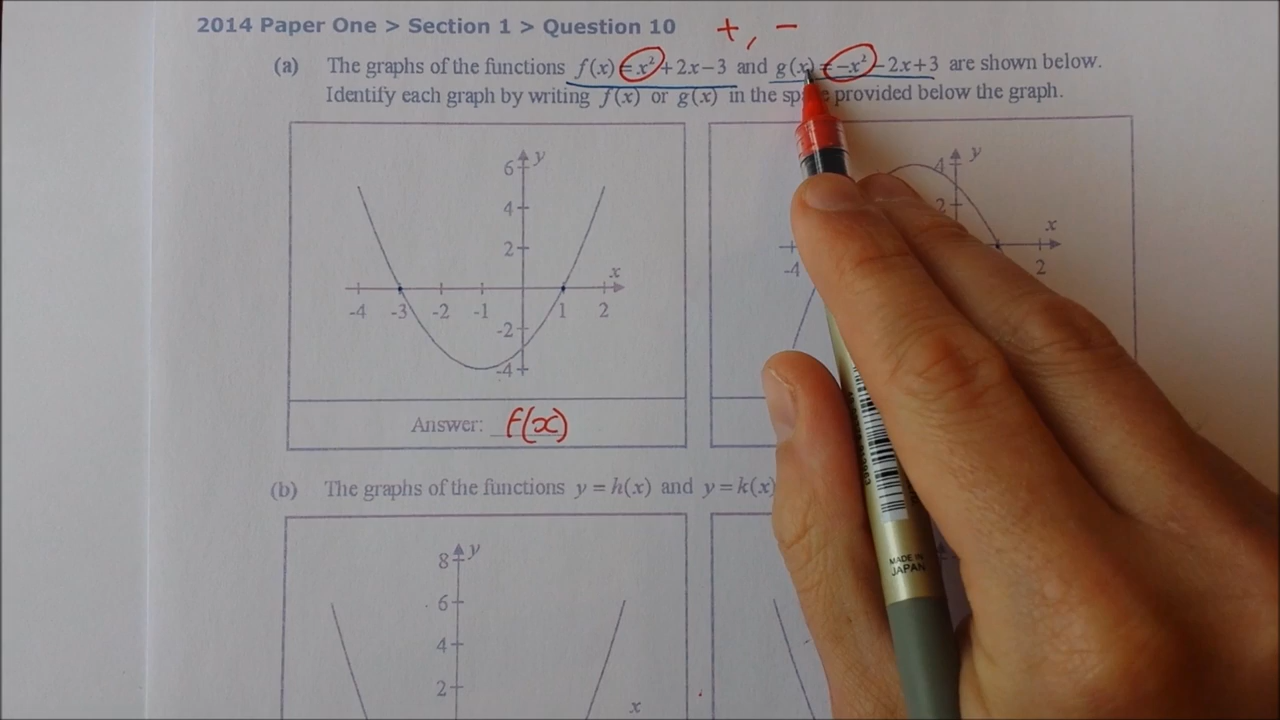 2014 Paper One > Section 1 > Question 10
+, -
(a) The graphs of the functions f(x) = x² + 2x − 3 and g(x) = −x² − 2x + 3 are shown below.
Identify each graph by writing f(x) or g(x) in the space provided below the graph.
6 y
4
2
x
-4 -3 -2 -1 1 2
-2
-4
Answer: f(x)
4 y
2
x
-4 2
(b) The graphs of the functions y = h(x) and y = k(x)
8 y
6
4
2
x
MADE IN
JAPAN